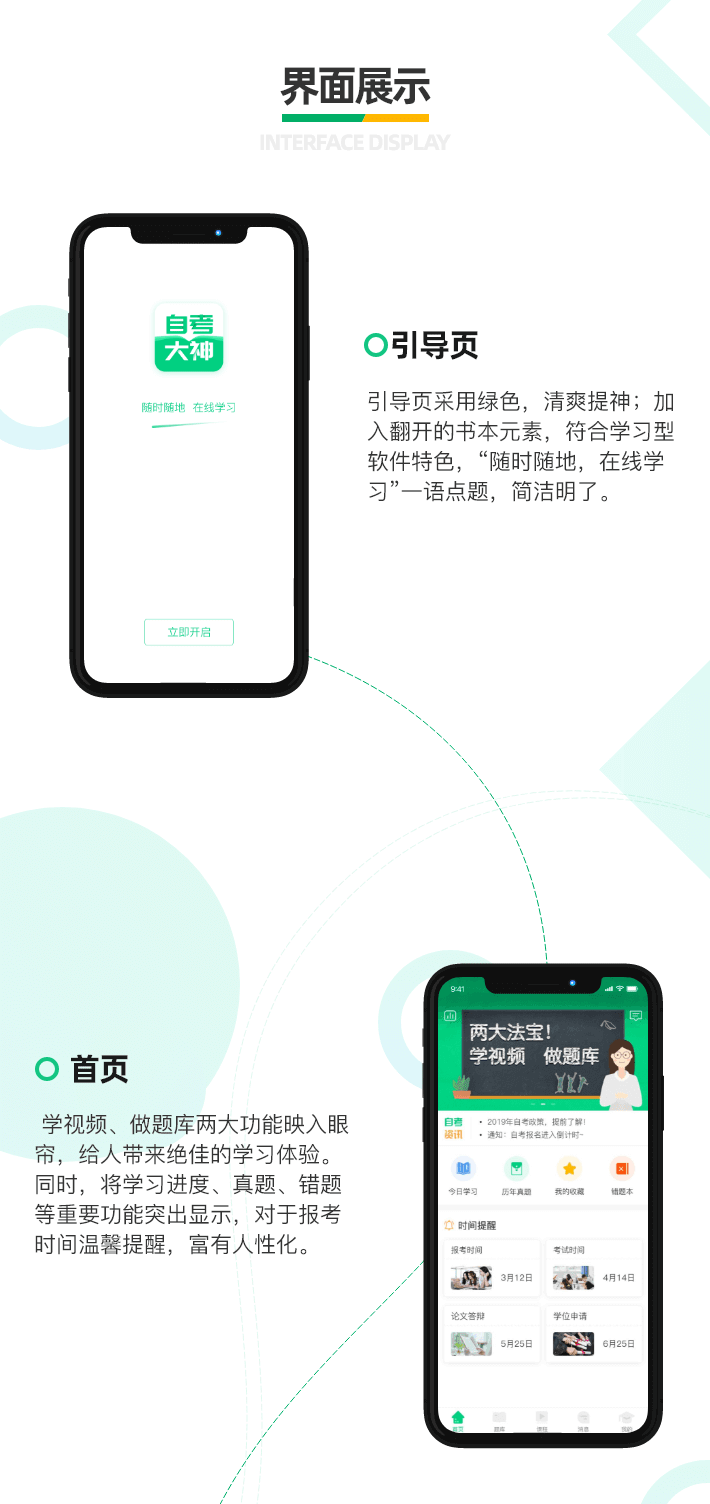 界面展示
INTERFACE DISPLAY
自考
大神
随时随地 在线学习
立即开启
引导页
引导页采用绿色，清爽提神；加
入翻开的书本元素，符合学习型
软件特色，“随时随地，在线学
习”一语点题，简洁明了。
首页
学视频、做题库两大功能映入眼
帘，给人带来绝佳的学习体验。
同时，将学习进度、真题、错题
等重要功能突出显示，对于报考
时间温馨提醒，富有人性化。
9:41
两大法宝！
学视频 做题库
自考
资讯
• 2019年自考政策，提前了解！
• 通知：自考报名进入倒计时~
今日学习 历年真题 我的收藏 错题本
时间提醒
报考时间 考试时间
3月12日 4月14日
论文答辩 学位申请
5月25日 6月25日
首页 题库 课程 消息 我的